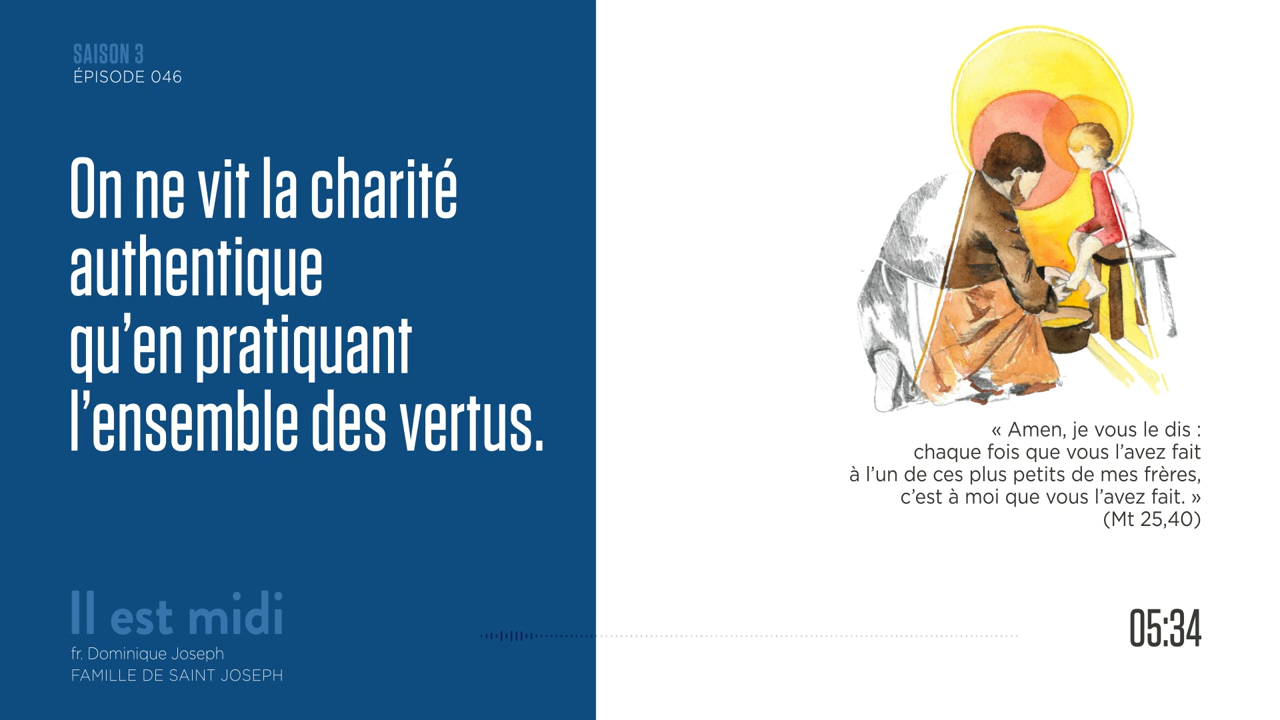 SAISON 3
ÉPISODE 046
On ne vit la charité
authentique
qu’en pratiquant
l’ensemble des vertus.
« Amen, je vous le dis :
chaque fois que vous l’avez fait
à l’un de ces plus petits de mes frères,
c’est à moi que vous l’avez fait. »
(Mt 25,40)
Il est midi
fr. Dominique Joseph
FAMILLE DE SAINT JOSEPH
05:34